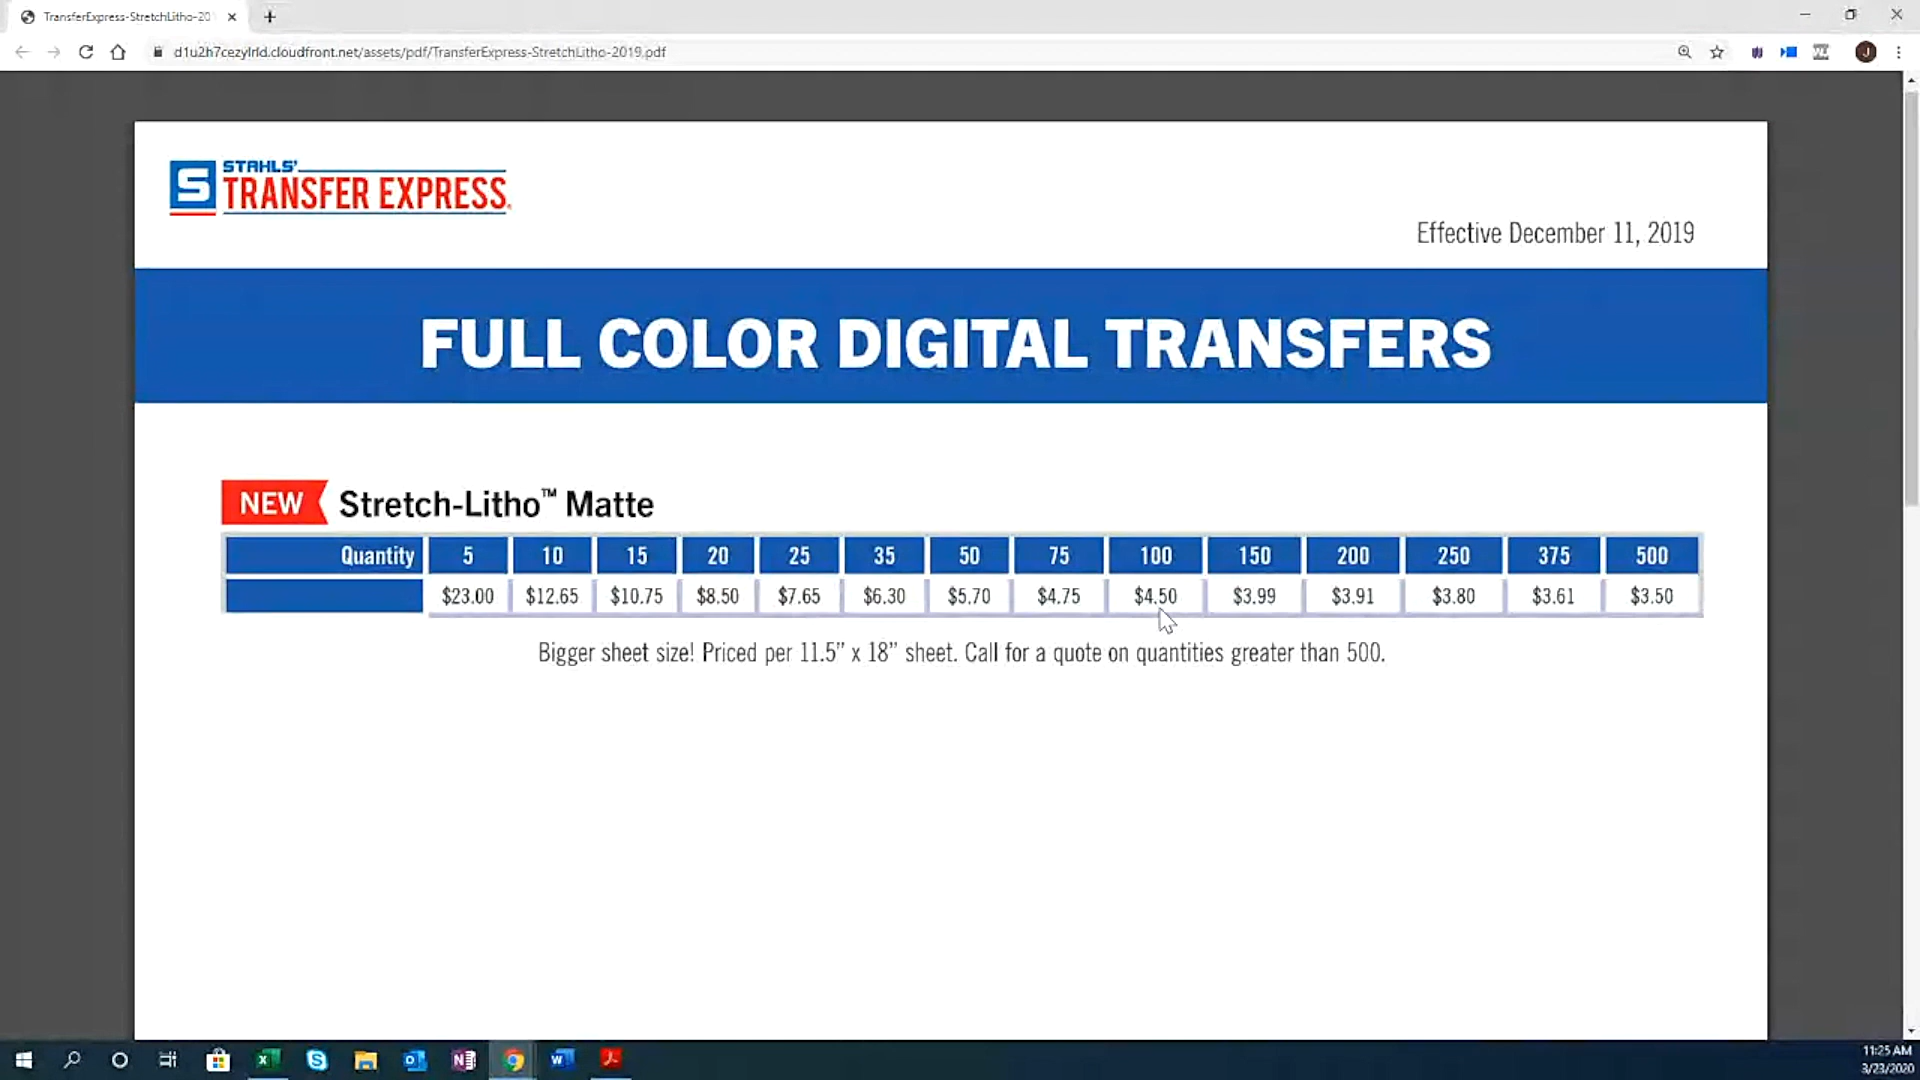 TransferExpress-StretchLitho-20
d1u2h7cezylrld.cloudfront.net/assets/pdf/TransferExpress-StretchLitho-2019.pdf
J
S STAHLS'
TRANSFER EXPRESS®
Effective December 11, 2019
FULL COLOR DIGITAL TRANSFERS
NEW Stretch-Litho™ Matte
Quantity 5 10 15 20 25 35 50 75 100 150 200 250 375 500
$23.00 $12.65 $10.75 $8.50 $7.65 $6.30 $5.70 $4.75 $4.50 $3.99 $3.91 $3.80 $3.61 $3.50
Bigger sheet size! Priced per 11.5” x 18” sheet. Call for a quote on quantities greater than 500.
11:25 AM
3/23/2020